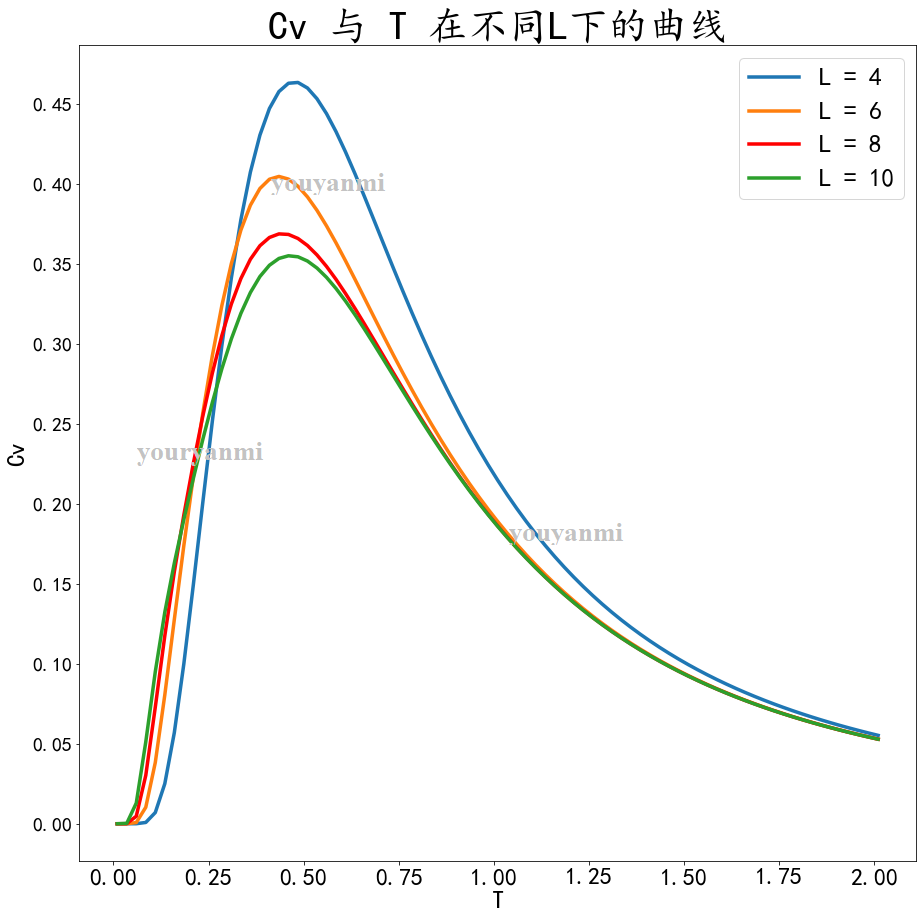 Cv 与 T 在不同L下的曲线
L = 4
L = 6
L = 8
L = 10
0.45
0.40
0.35
0.30
0.25
0.20
0.15
0.10
0.05
0.00
Cv
youyanmi
youryanmi
youyanmi
0.00 0.25 0.50 0.75 1.00 1.25 1.50 1.75 2.00
T